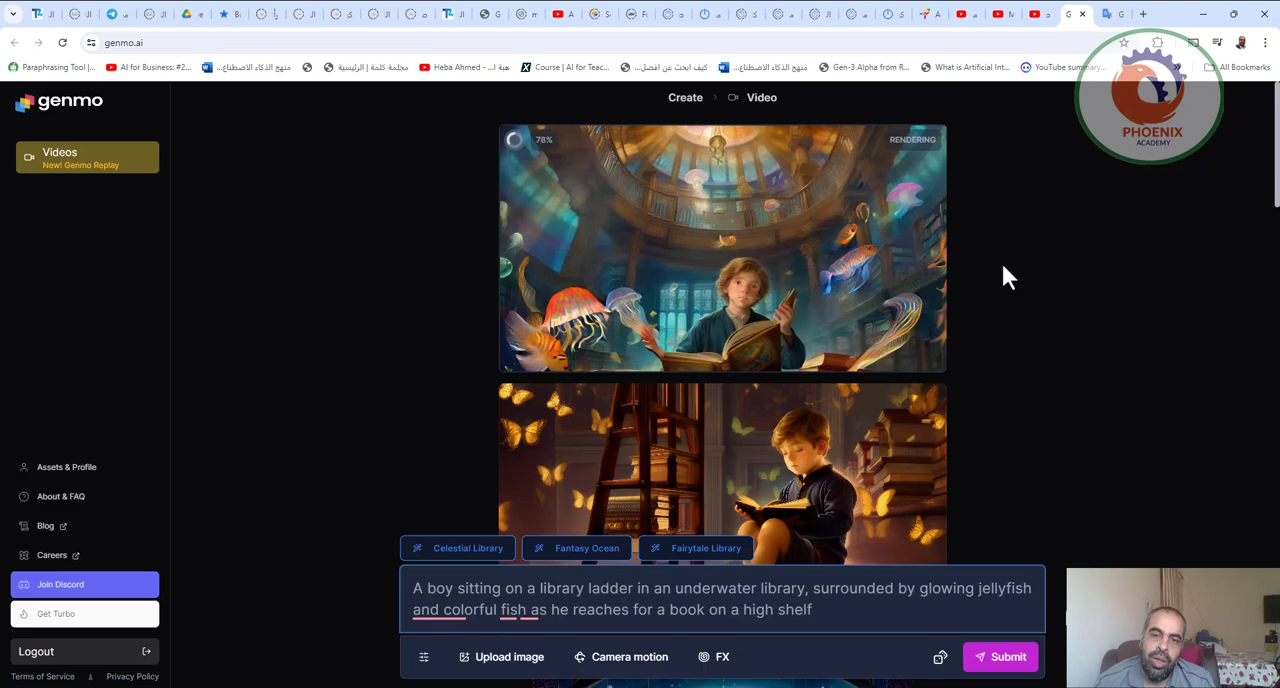 genmo.ai
Paraphrasing Tool |...
AI for Business: #2...
منهج الذكاء الاصطناع...
محلمة كلمة | الرئيسية
Course | AI for Teac...
كيف ابحث عن افضل...
منهج الذكاء الاصطناع...
Gen-3 Alpha from R...
What is Artificial Int...
YouTube summary...
All Bookmarks
genmo
Create > Video
PHOENIX
ACADEMY
Videos
New! Genmo Replay
78%
RENDERING
Assets & Profile
About & FAQ
Blog
Careers
Join Discord
Get Turbo
Logout
Terms of Service
Privacy Policy
Celestial Library
Fantasy Ocean
Fairytale Library
A boy sitting on a library ladder in an underwater library, surrounded by glowing jellyfish
and colorful fish as he reaches for a book on a high shelf
Upload image
Camera motion
FX
Submit